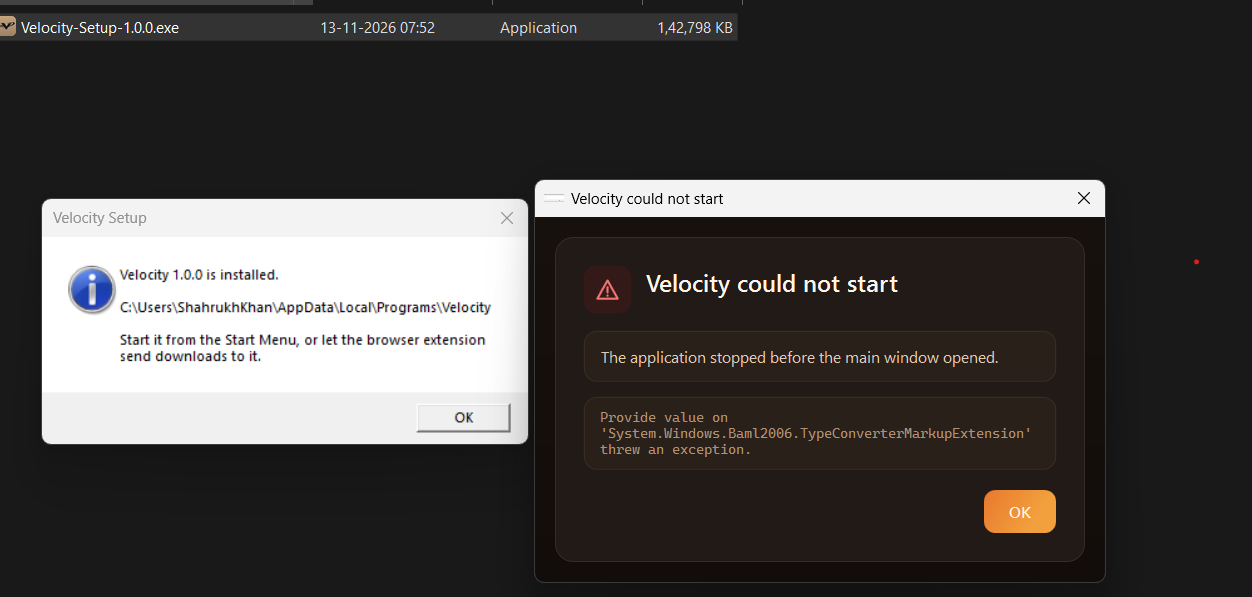 Velocity-Setup-1.0.0.exe 13-11-2026 07:52 Application 1,42,798 KB
Velocity Setup
Velocity 1.0.0 is installed.
C:\Users\ShahrukhKhan\AppData\Local\Programs\Velocity
Start it from the Start Menu, or let the browser extension
send downloads to it.
OK
Velocity could not start
Velocity could not start
The application stopped before the main window opened.
Provide value on
'System.Windows.Baml2006.TypeConverterMarkupExtension'
threw an exception.
OK